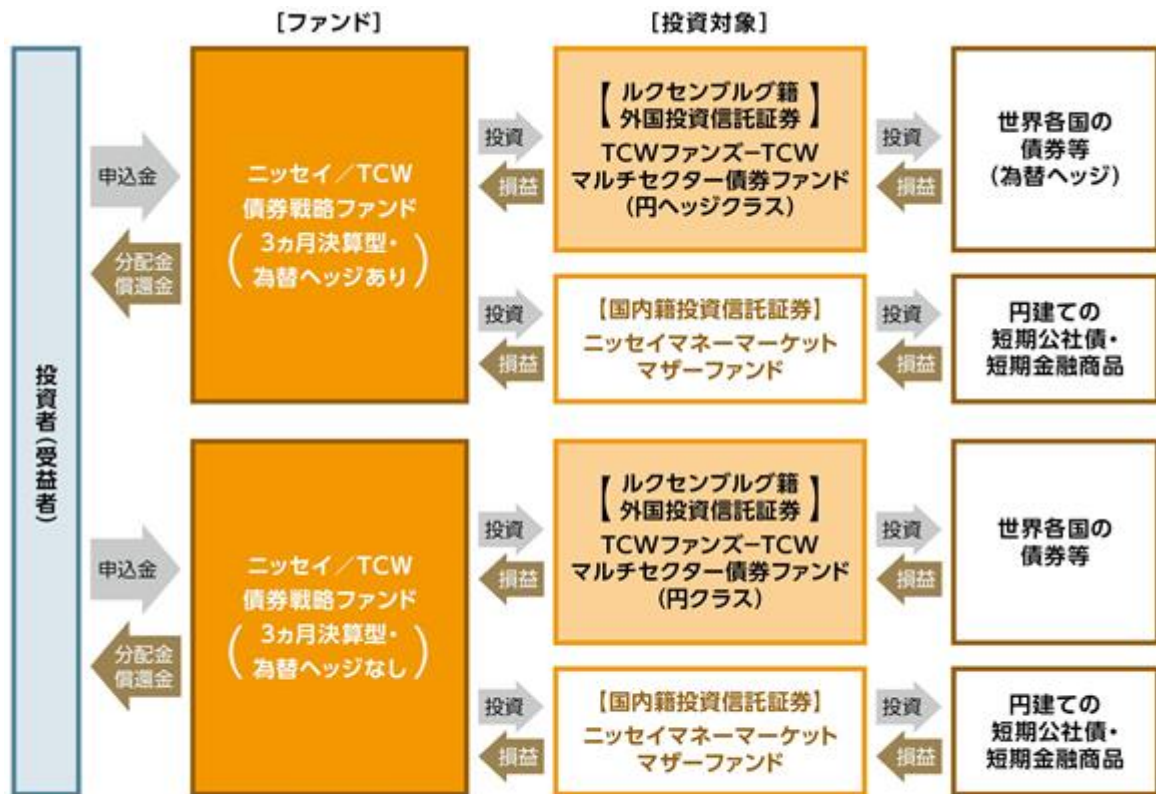 [ファンド]
[投資対象]
投資者(受益者)
申込金
分配金
償還金
ニッセイ／TCW
債券戦略ファンド
(3ヵ月決算型・
為替ヘッジあり)
投資
損益
【ルクセンブルグ籍
外国投資信託証券】
TCWファンズーTCW
マルチセクター債券ファンド
(円ヘッジクラス)
投資
損益
世界各国の
債券等
(為替ヘッジ)
投資
損益
【国内籍投資信託証券】
ニッセイマネーマーケット
マザーファンド
投資
損益
円建ての
短期公社債・
短期金融商品
申込金
分配金
償還金
ニッセイ／TCW
債券戦略ファンド
(3ヵ月決算型・
為替ヘッジなし)
投資
損益
【ルクセンブルグ籍
外国投資信託証券】
TCWファンズーTCW
マルチセクター債券ファンド
(円クラス)
投資
損益
世界各国の
債券等
投資
損益
【国内籍投資信託証券】
ニッセイマネーマーケット
マザーファンド
投資
損益
円建ての
短期公社債・
短期金融商品